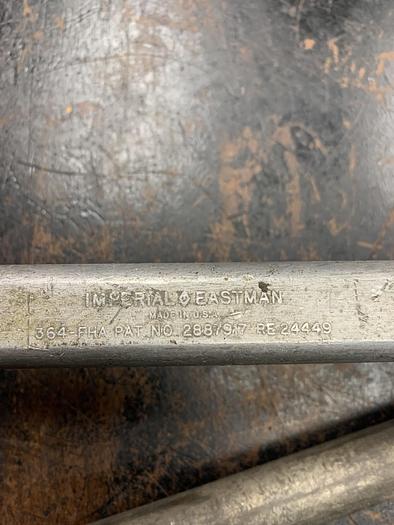 IMPERIAL ◊ EASTMAN
MADE IN U.S.A.
364-FHA PAT. NO. 2887917 RE 24449